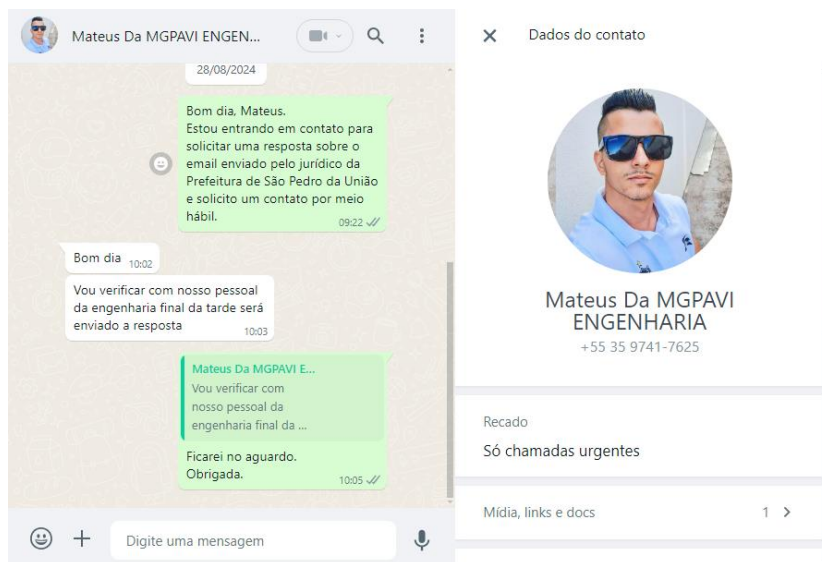 Mateus Da MGPAVI ENGEN...
28/08/2024
Bom dia, Mateus.
Estou entrando em contato para
solicitar uma resposta sobre o
email enviado pelo jurídico da
Prefeitura de São Pedro da União
e solicito um contato por meio
hábil.
09:22
Bom dia
10:02
Vou verificar com nosso pessoal
da engenharia final da tarde será
enviado a resposta
10:03
Mateus Da MGPAVI E...
Vou verificar com
nosso pessoal da
engenharia final da ...
Ficarei no aguardo.
Obrigada.
10:05
Digite uma mensagem
Dados do contato
Mateus Da MGPAVI
ENGENHARIA
+55 35 9741-7625
Recado
Só chamadas urgentes
Mídia, links e docs
1